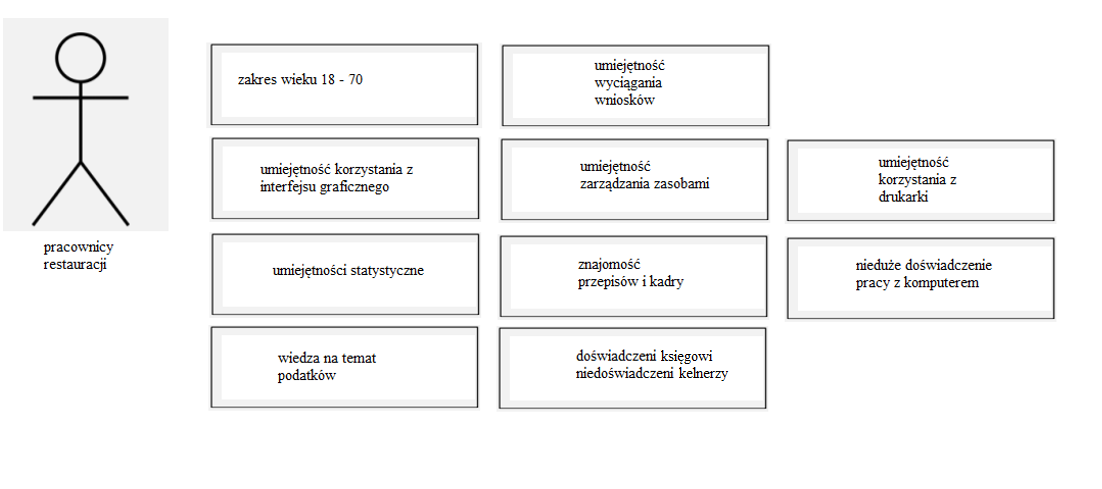 zakres wieku 18 - 70
umiejętność
wyciągania
wniosków
umiejętność korzystania z
interfejsu graficznego
umiejętność
zarządzania zasobami
umiejętność
korzystania z
drukarki
pracownicy
restauracji
umiejętności statystyczne
znajomość
przepisów i kadry
nieduże doświadczenie
pracy z komputerem
wiedza na temat
podatków
doświadczeni księgowi
niedoświadczeni kelnerzy